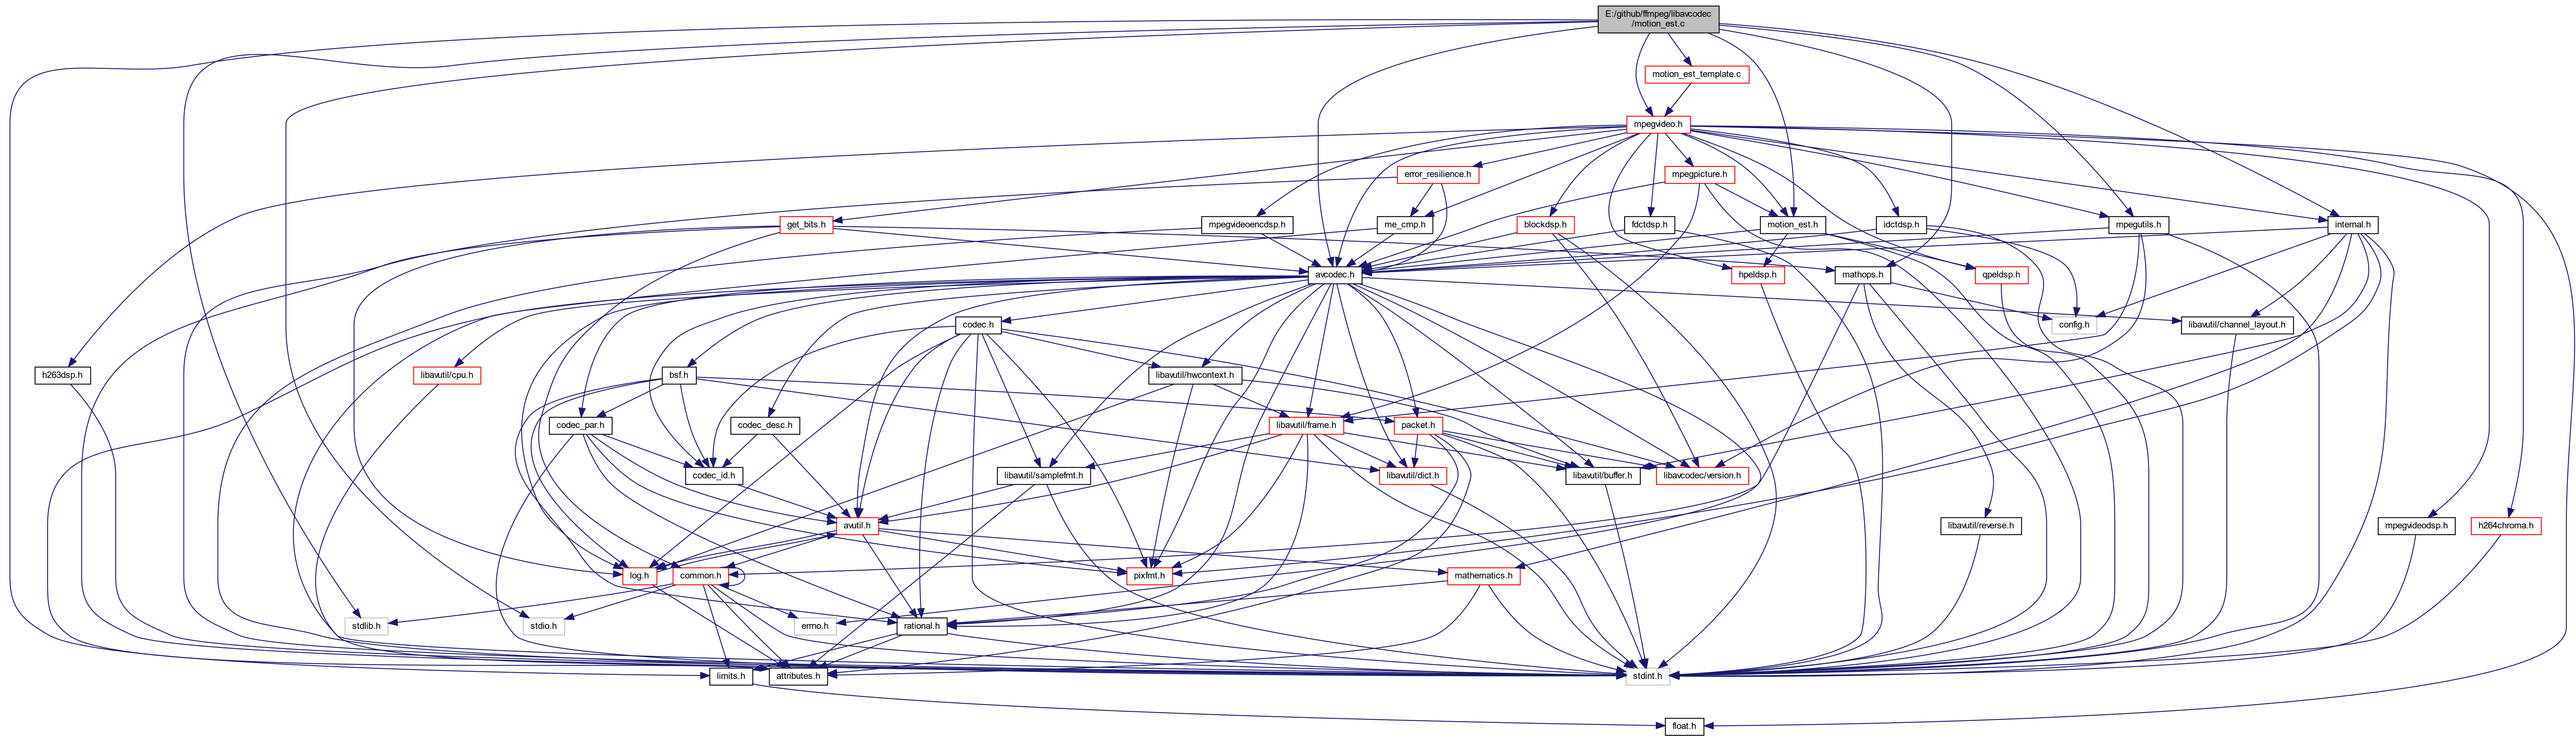 E:/github/ffmpeg/libavcodec
/motion_est.c
motion_est_template.c
mpegvideo.h
error_resilience.h
mpegpicture.h
get_bits.h
mpegvideoencdsp.h
me_cmp.h
blockdsp.h
fdctdsp.h
motion_est.h
idctdsp.h
mpegutils.h
internal.h
avcodec.h
hpeldsp.h
mathops.h
qpeldsp.h
codec.h
config.h
libavutil/channel_layout.h
h263dsp.h
libavutil/cpu.h
bsf.h
libavutil/hwcontext.h
codec_par.h
codec_desc.h
libavutil/frame.h
packet.h
codec_id.h
libavutil/samplefmt.h
libavutil/dict.h
libavutil/buffer.h
libavcodec/version.h
avutil.h
libavutil/reverse.h
mpegvideodsp.h
h264chroma.h
log.h
common.h
pixfmt.h
mathematics.h
stdlib.h
stdio.h
errno.h
rational.h
limits.h
attributes.h
stdint.h
float.h